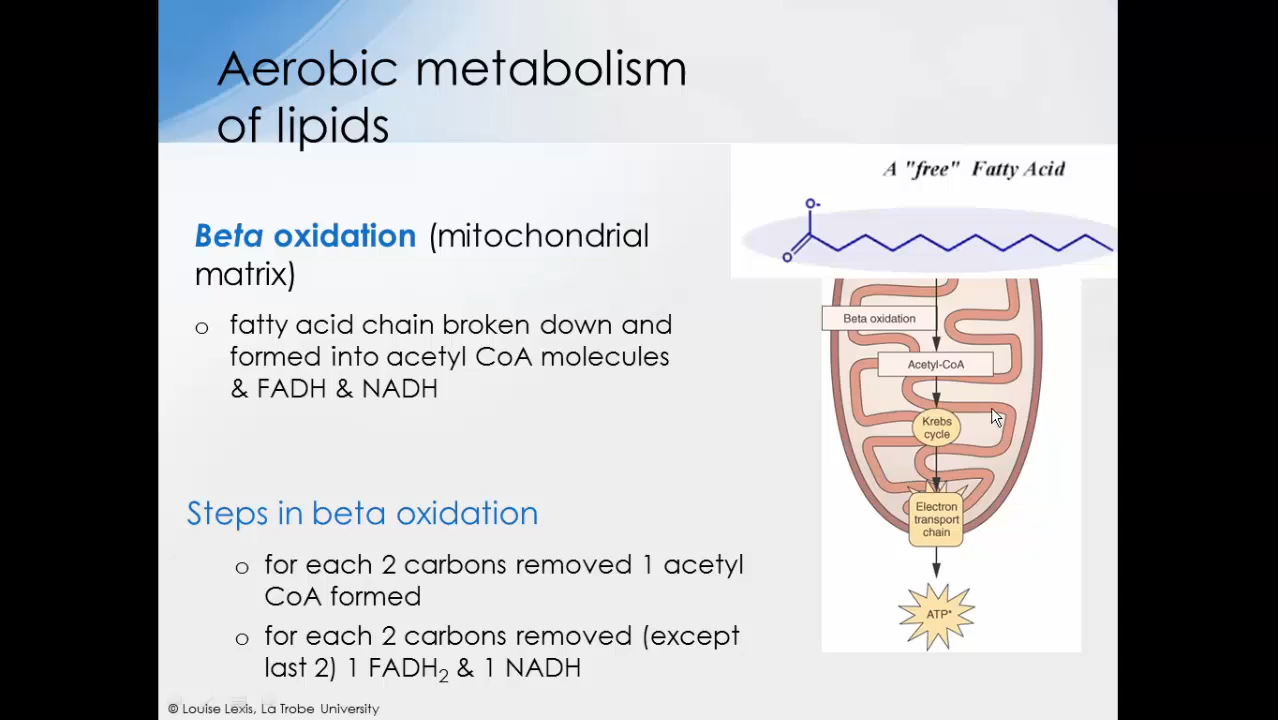 Aerobic metabolism
of lipids
A "free" Fatty Acid
O-
O
Beta oxidation (mitochondrial
matrix)
o fatty acid chain broken down and
formed into acetyl CoA molecules
& FADH & NADH
Beta oxidation
Acetyl-CoA
Krebs
cycle
Electron
transport
chain
ATP*
Steps in beta oxidation
o for each 2 carbons removed 1 acetyl
CoA formed
o for each 2 carbons removed (except
last 2) 1 FADH₂ & 1 NADH
© Louise Lexis, La Trobe University